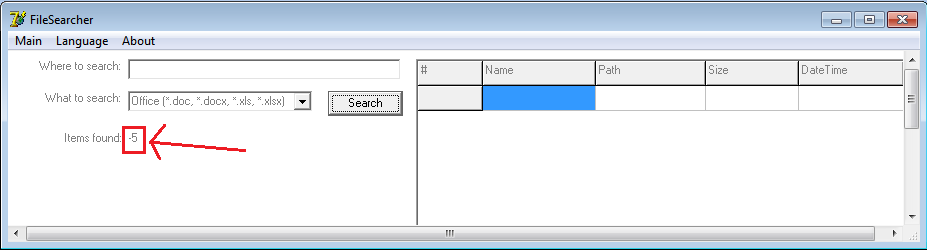 FileSearcher
Main Language About
Where to search:
What to search: Office (*.doc, *.docx, *.xls, *.xlsx) Search
Items found: -5
# Name Path Size DateTime